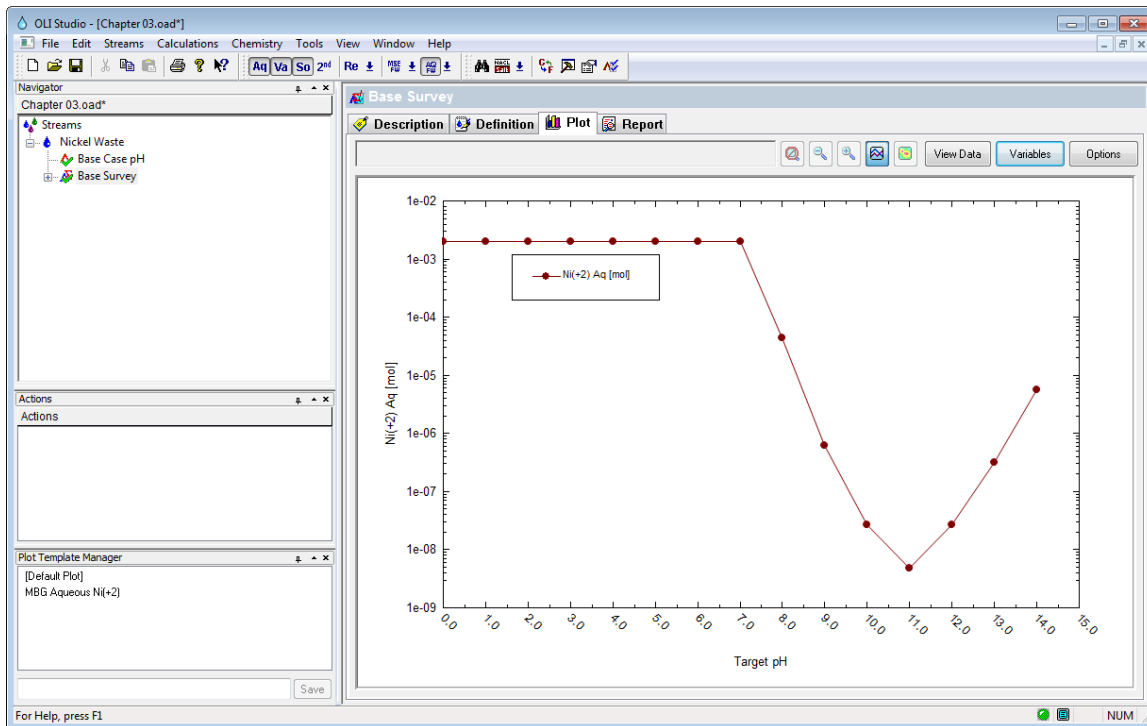 OLI Studio - [Chapter 03.oad*]
File Edit Streams Calculations Chemistry Tools View Window Help
Aq Va So 2nd Re MSE FW AQ FW
Navigator
Chapter 03.oad*
Streams
Nickel Waste
Base Case pH
Base Survey
Actions
Actions
Plot Template Manager
[Default Plot]
MBG Aqueous Ni(+2)
Save
Base Survey
Description Definition Plot Report
View Data Variables Options
1e-02
1e-03
1e-04
1e-05
1e-06
1e-07
1e-08
1e-09
Ni(+2) Aq [mol]
Ni(+2) Aq [mol]
0.0 1.0 2.0 3.0 4.0 5.0 6.0 7.0 8.0 9.0 10.0 11.0 12.0 13.0 14.0 15.0
Target pH
For Help, press F1
NUM